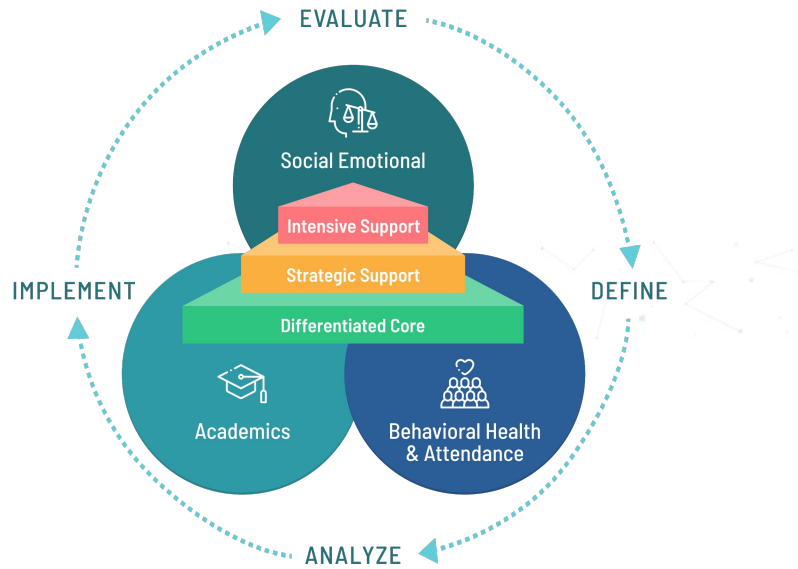 EVALUATE
Social Emotional
Intensive Support
Strategic Support
IMPLEMENT
DEFINE
Differentiated Core
Academics
Behavioral Health
& Attendance
ANALYZE